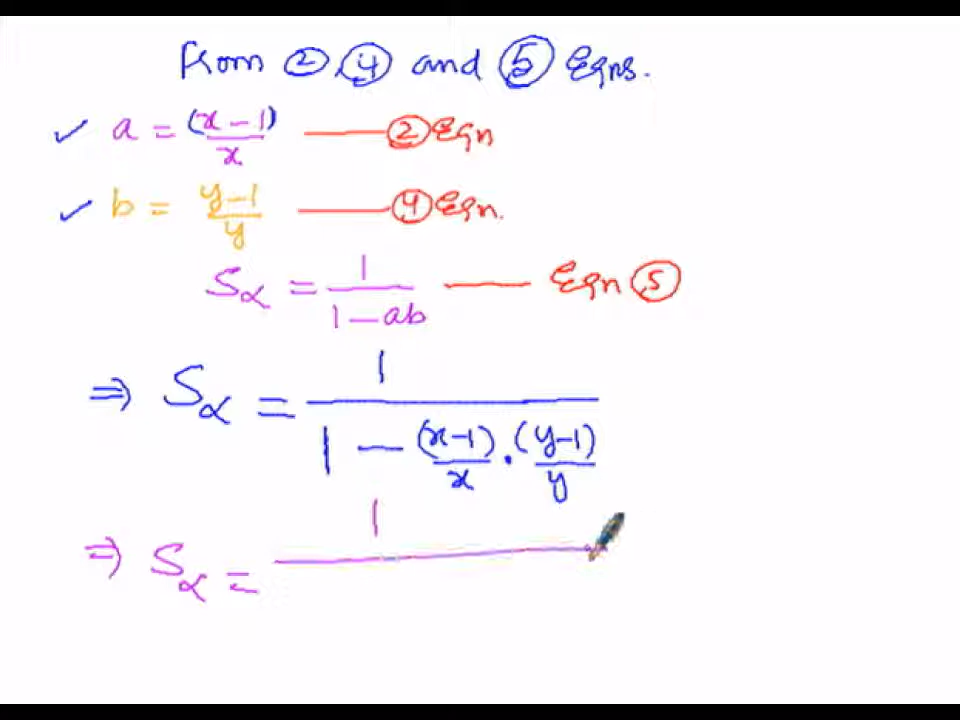 From ②,④ and ⑤ Eqns.
✓ a = (x-1)/x —— ② Eqn
✓ b = y-1/y —— ④ Eqn.
Sα = 1/1-ab —— Eqn ⑤
⇒ Sα = 1/1 - (x-1)/x · (y-1)/y
⇒ Sα = 1/